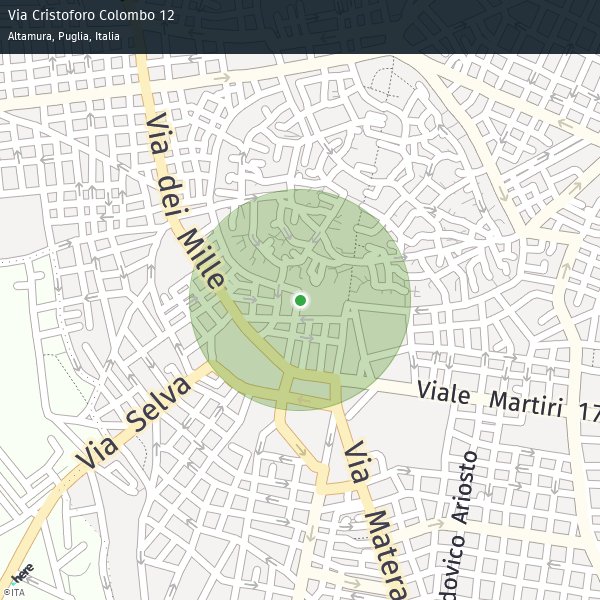 Via Cristoforo Colombo 12
Altamura, Puglia, Italia
Via dei Mille
Via Selva
Viale Martiri 17
Via Matera
dovico Ariosto
here
©ITA